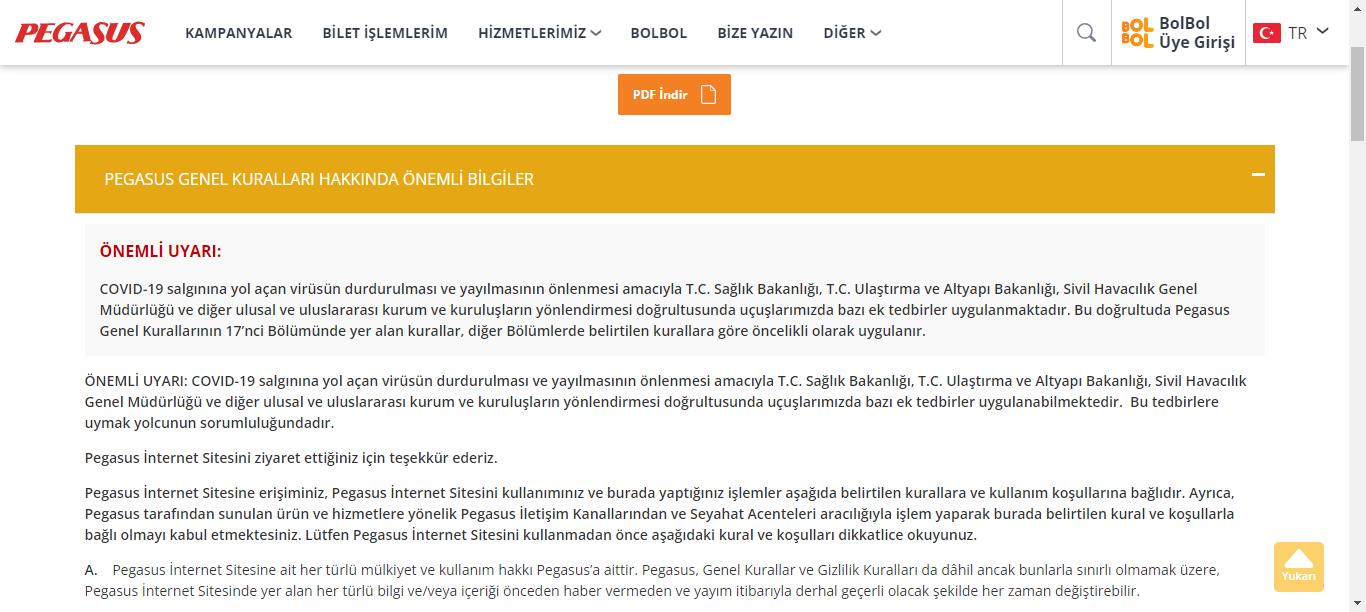 PEGASUS
KAMPANYALAR
BİLET İŞLEMLERİM
HİZMETLERİMİZ
BOLBOL
BİZE YAZIN
DİĞER
BOL
BOL
BolBol
Üye Girişi
TR
PDF İndir
PEGASUS GENEL KURALLARI HAKKINDA ÖNEMLİ BİLGİLER
ÖNEMLİ UYARI:
COVID-19 salgınına yol açan virüsün durdurulması ve yayılmasının önlenmesi amacıyla T.C. Sağlık Bakanlığı, T.C. Ulaştırma ve Altyapı Bakanlığı, Sivil Havacılık Genel
Müdürlüğü ve diğer ulusal ve uluslararası kurum ve kuruluşların yönlendirmesi doğrultusunda uçuşlarımızda bazı ek tedbirler uygulanmaktadır. Bu doğrultuda Pegasus
Genel Kurallarının 17’nci Bölümünde yer alan kurallar, diğer Bölümlerde belirtilen kurallara göre öncelikli olarak uygulanır.
ÖNEMLİ UYARI: COVID-19 salgınına yol açan virüsün durdurulması ve yayılmasının önlenmesi amacıyla T.C. Sağlık Bakanlığı, T.C. Ulaştırma ve Altyapı Bakanlığı, Sivil Havacılık
Genel Müdürlüğü ve diğer ulusal ve uluslararası kurum ve kuruluşların yönlendirmesi doğrultusunda uçuşlarımızda bazı ek tedbirler uygulanabilmektedir.  Bu tedbirlere
uymak yolcunun sorumluluğundadır.
Pegasus İnternet Sitesini ziyaret ettiğiniz için teşekkür ederiz.
Pegasus İnternet Sitesine erişiminiz, Pegasus İnternet Sitesini kullanımınız ve burada yaptığınız işlemler aşağıda belirtilen kurallara ve kullanım koşullarına bağlıdır. Ayrıca,
Pegasus tarafından sunulan ürün ve hizmetlere yönelik Pegasus İletişim Kanallarından ve Seyahat Acenteleri aracılığıyla işlem yaparak burada belirtilen kural ve koşullarla
bağlı olmayı kabul etmektesiniz. Lütfen Pegasus İnternet Sitesini kullanmadan önce aşağıdaki kural ve koşulları dikkatlice okuyunuz.
A. Pegasus İnternet Sitesine ait her türlü mülkiyet ve kullanım hakkı Pegasus’a aittir. Pegasus, Genel Kurallar ve Gizlilik Kuralları da dâhil ancak bunlarla sınırlı olmamak üzere,
Pegasus İnternet Sitesinde yer alan her türlü bilgi ve/veya içeriği önceden haber vermeden ve yayım itibarıyla derhal geçerli olacak şekilde her zaman değiştirebilir.
Yukarı